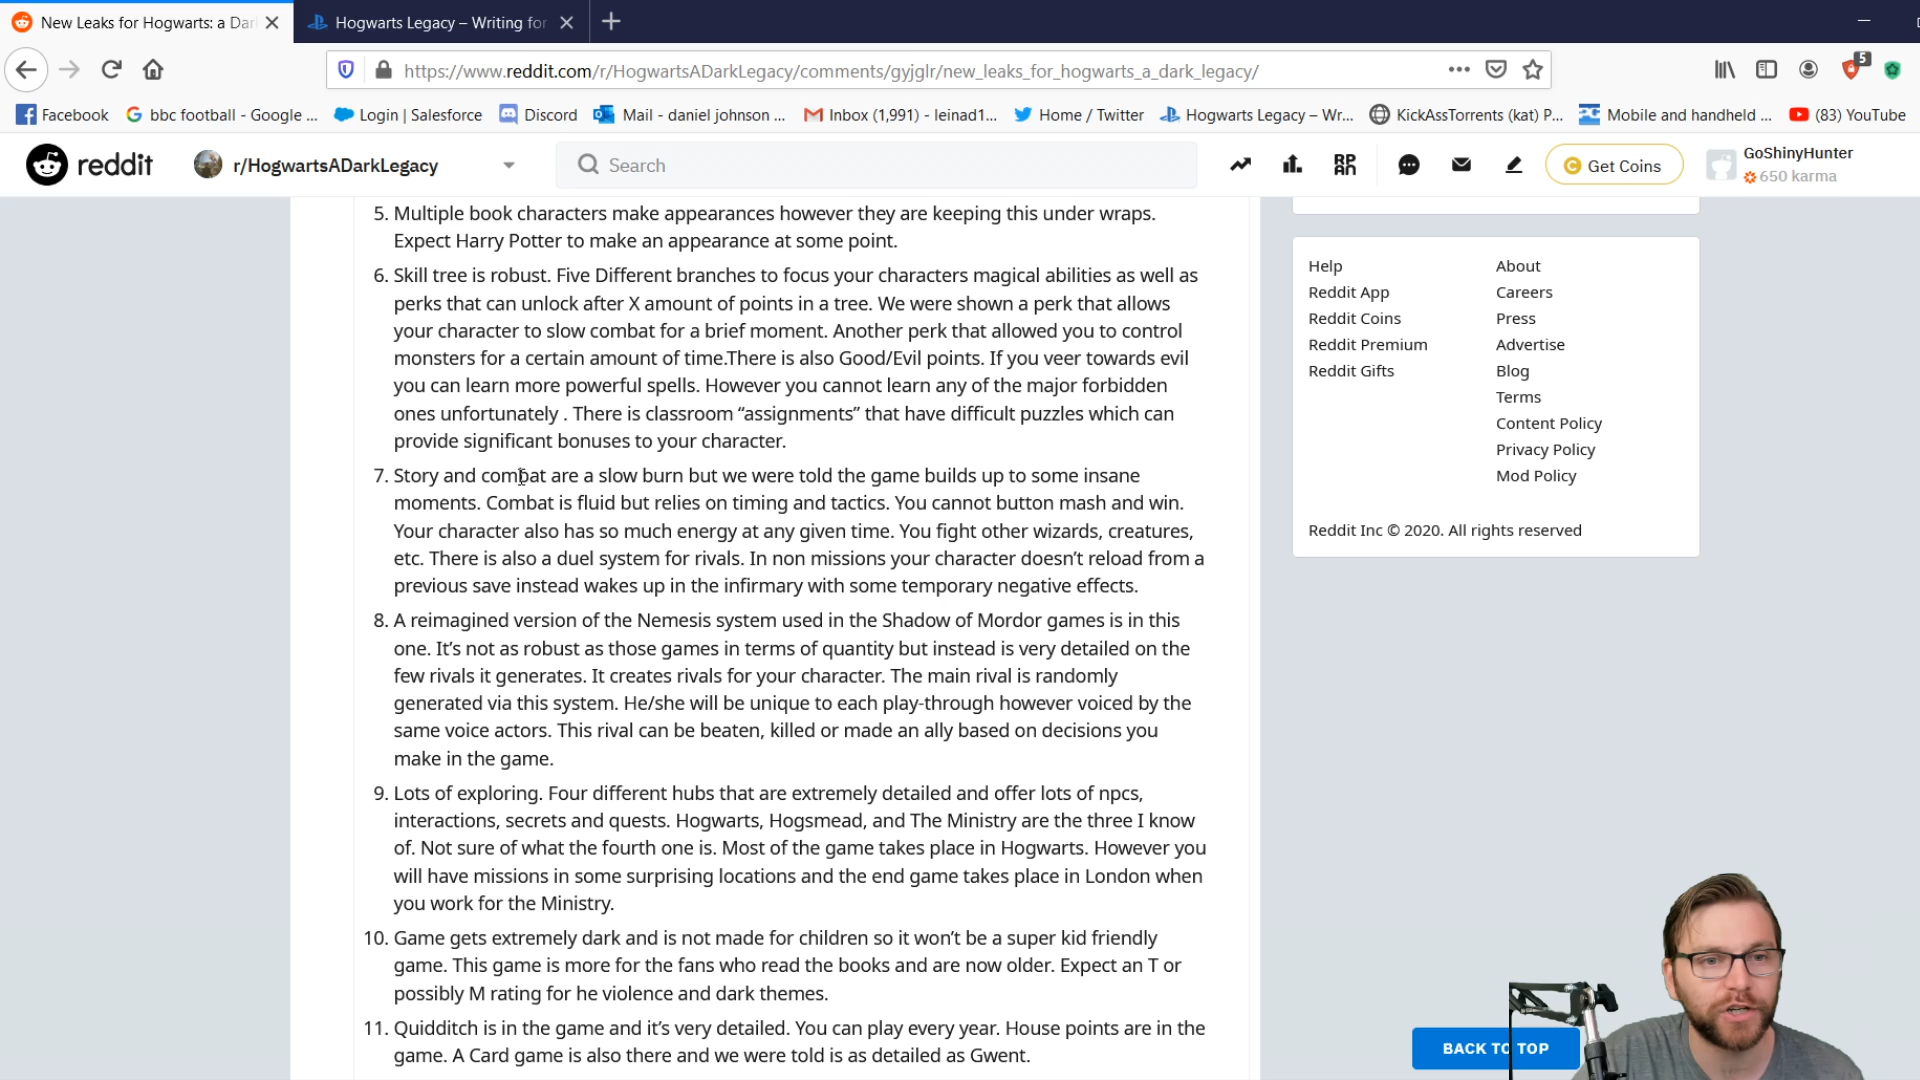 New Leaks for Hogwarts: a Dar
Hogwarts Legacy – Writing for
https://www.reddit.com/r/HogwartsADarkLegacy/comments/gyjglr/new_leaks_for_hogwarts_a_dark_legacy/
5
Facebook
bbc football - Google ...
Login | Salesforce
Discord
Mail - daniel johnson ...
Inbox (1,991) - leinad1...
Home / Twitter
Hogwarts Legacy – Wr...
KickAssTorrents (kat) P...
Mobile and handheld ...
(83) YouTube
reddit
r/HogwartsADarkLegacy
Search
Get Coins
GoShinyHunter
650 karma
5. Multiple book characters make appearances however they are keeping this under wraps.
Expect Harry Potter to make an appearance at some point.
6. Skill tree is robust. Five Different branches to focus your characters magical abilities as well as
perks that can unlock after X amount of points in a tree. We were shown a perk that allows
your character to slow combat for a brief moment. Another perk that allowed you to control
monsters for a certain amount of time.There is also Good/Evil points. If you veer towards evil
you can learn more powerful spells. However you cannot learn any of the major forbidden
ones unfortunately . There is classroom “assignments” that have difficult puzzles which can
provide significant bonuses to your character.
7. Story and combat are a slow burn but we were told the game builds up to some insane
moments. Combat is fluid but relies on timing and tactics. You cannot button mash and win.
Your character also has so much energy at any given time. You fight other wizards, creatures,
etc. There is also a duel system for rivals. In non missions your character doesn’t reload from a
previous save instead wakes up in the infirmary with some temporary negative effects.
8. A reimagined version of the Nemesis system used in the Shadow of Mordor games is in this
one. It’s not as robust as those games in terms of quantity but instead is very detailed on the
few rivals it generates. It creates rivals for your character. The main rival is randomly
generated via this system. He/she will be unique to each play-through however voiced by the
same voice actors. This rival can be beaten, killed or made an ally based on decisions you
make in the game.
9. Lots of exploring. Four different hubs that are extremely detailed and offer lots of npcs,
interactions, secrets and quests. Hogwarts, Hogsmead, and The Ministry are the three I know
of. Not sure of what the fourth one is. Most of the game takes place in Hogwarts. However you
will have missions in some surprising locations and the end game takes place in London when
you work for the Ministry.
10. Game gets extremely dark and is not made for children so it won’t be a super kid friendly
game. This game is more for the fans who read the books and are now older. Expect an T or
possibly M rating for he violence and dark themes.
11. Quidditch is in the game and it’s very detailed. You can play every year. House points are in the
game. A Card game is also there and we were told is as detailed as Gwent.
Help
Reddit App
Reddit Coins
Reddit Premium
Reddit Gifts
About
Careers
Press
Advertise
Blog
Terms
Content Policy
Privacy Policy
Mod Policy
Reddit Inc © 2020. All rights reserved
BACK TO TOP